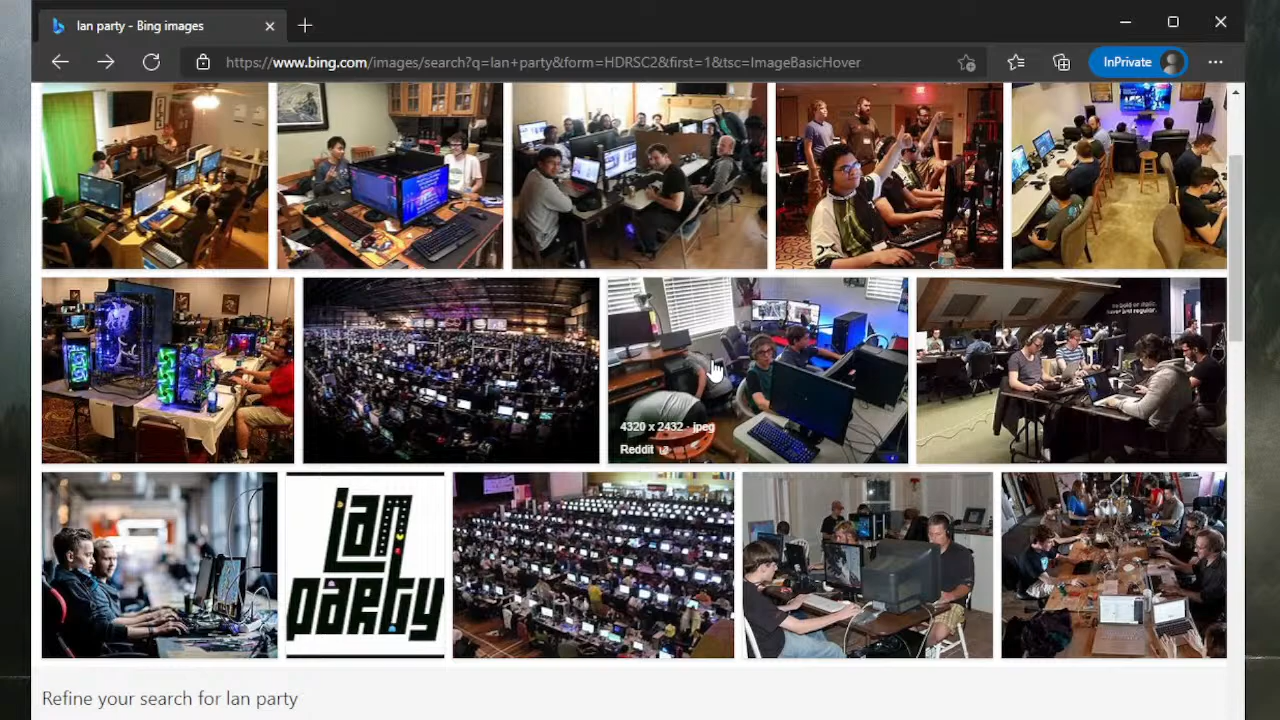 lan party - Bing images
https://www.bing.com/images/search?q=lan+party&form=HDRSC2&first=1&tsc=ImageBasicHover
InPrivate
4320 x 2432 · jpeg
Reddit
lan
party
Refine your search for lan party